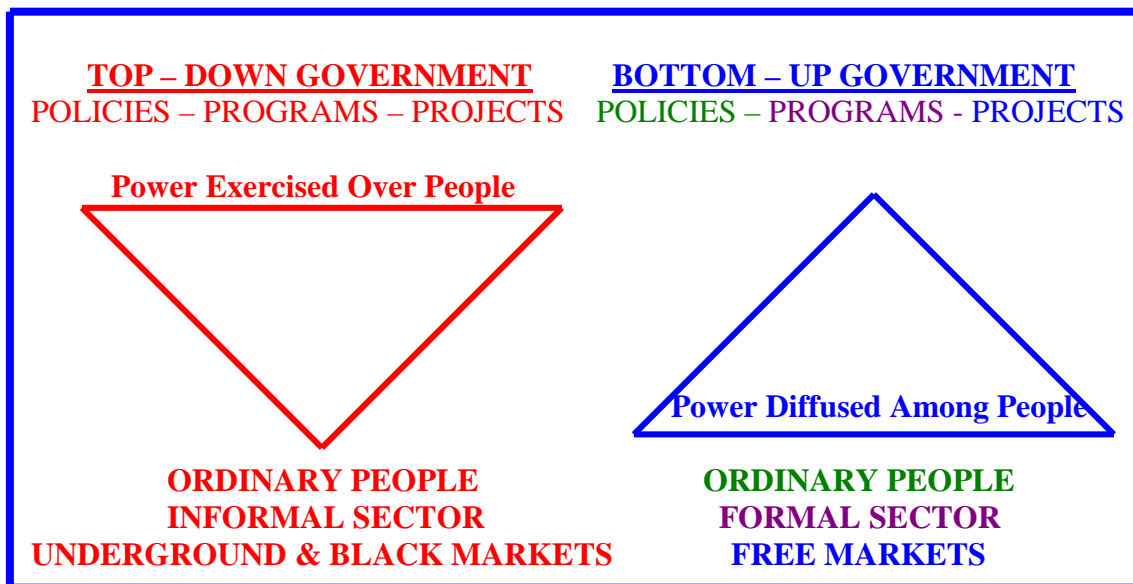 TOP – DOWN GOVERNMENT
POLICIES – PROGRAMS – PROJECTS
Power Exercised Over People
ORDINARY PEOPLE
INFORMAL SECTOR
UNDERGROUND & BLACK MARKETS
BOTTOM – UP GOVERNMENT
POLICIES – PROGRAMS - PROJECTS
Power Diffused Among People
ORDINARY PEOPLE
FORMAL SECTOR
FREE MARKETS